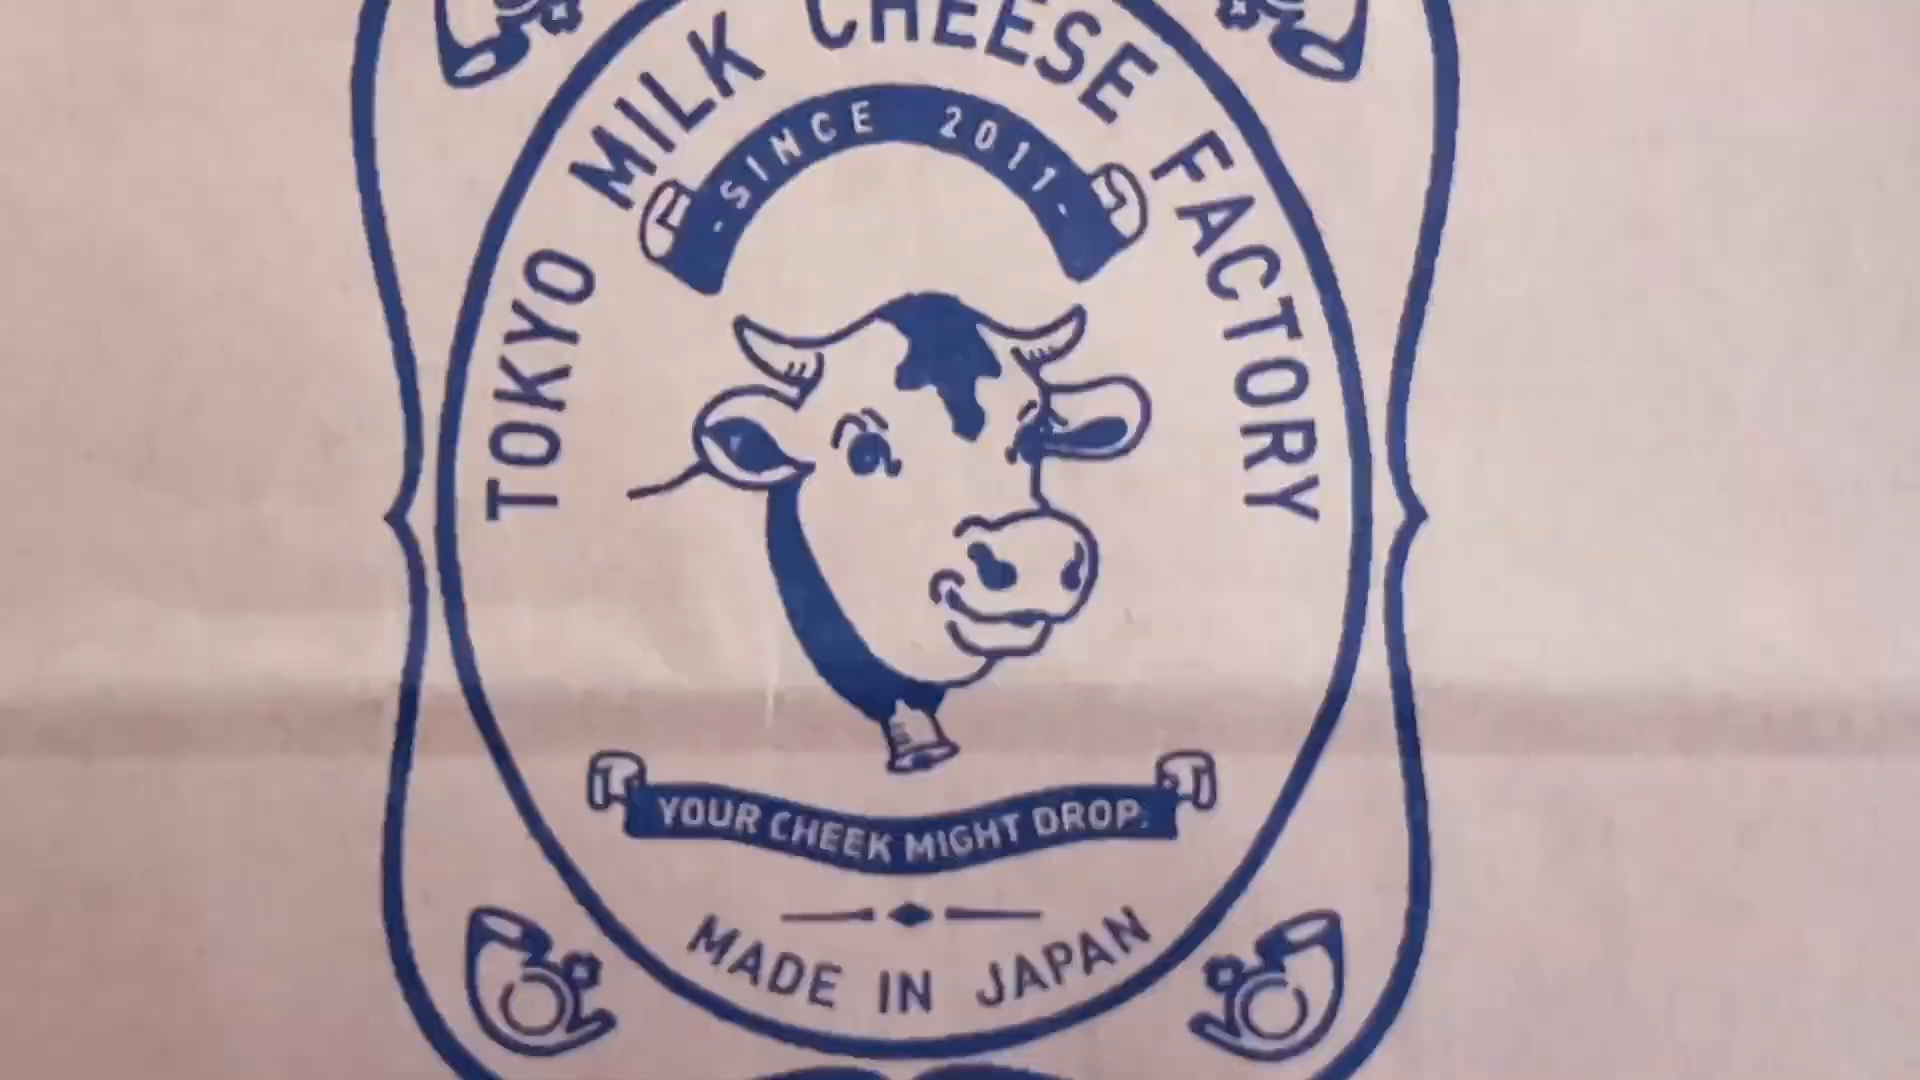 TOKYO MILK CHEESE FACTORY
· SINCE 2011 ·
YOUR CHEEK MIGHT DROP.
MADE IN JAPAN